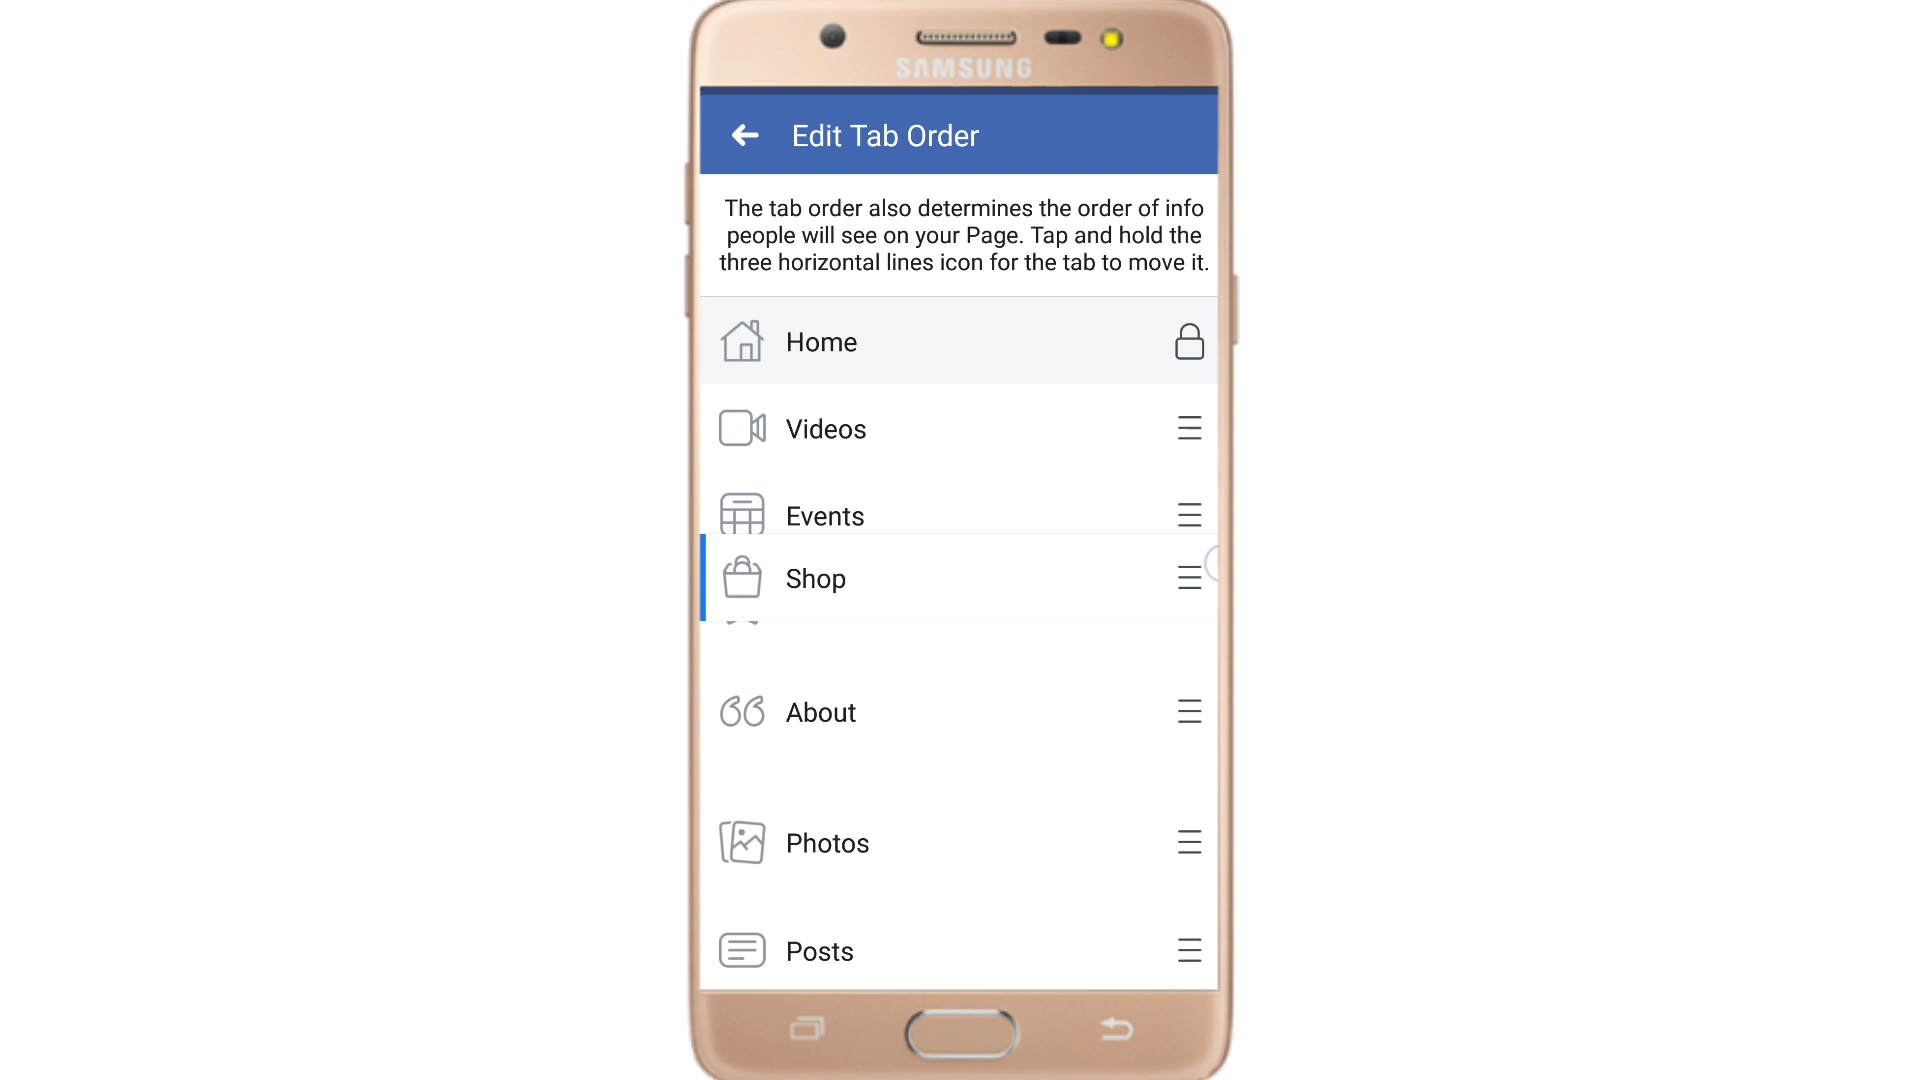 SAMSUNG
Edit Tab Order
The tab order also determines the order of info
people will see on your Page. Tap and hold the
three horizontal lines icon for the tab to move it.
Home
Videos
Events
Shop
About
Photos
Posts